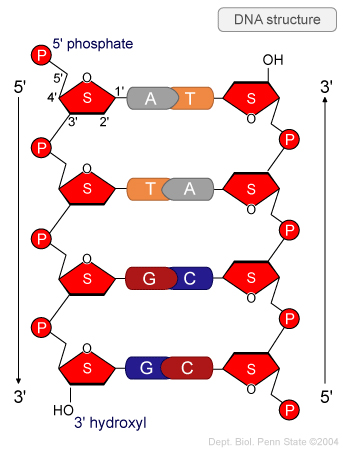 DNA structure
5' phosphate
P
OH
5'
5'
3'
O
4'
S
1'
A T
S
3'
2'
O
P
P
O
S
T A
S
O
P
P
O
S
G C
S
O
P
P
O
S
G C
S
O
3'
HO
P
5'
3' hydroxyl
Dept. Biol. Penn State ©2004